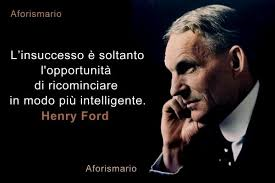 Aforismario
L'insuccesso è soltanto
l'opportunità
di ricominciare
in modo più intelligente.
Henry Ford
Aforismario